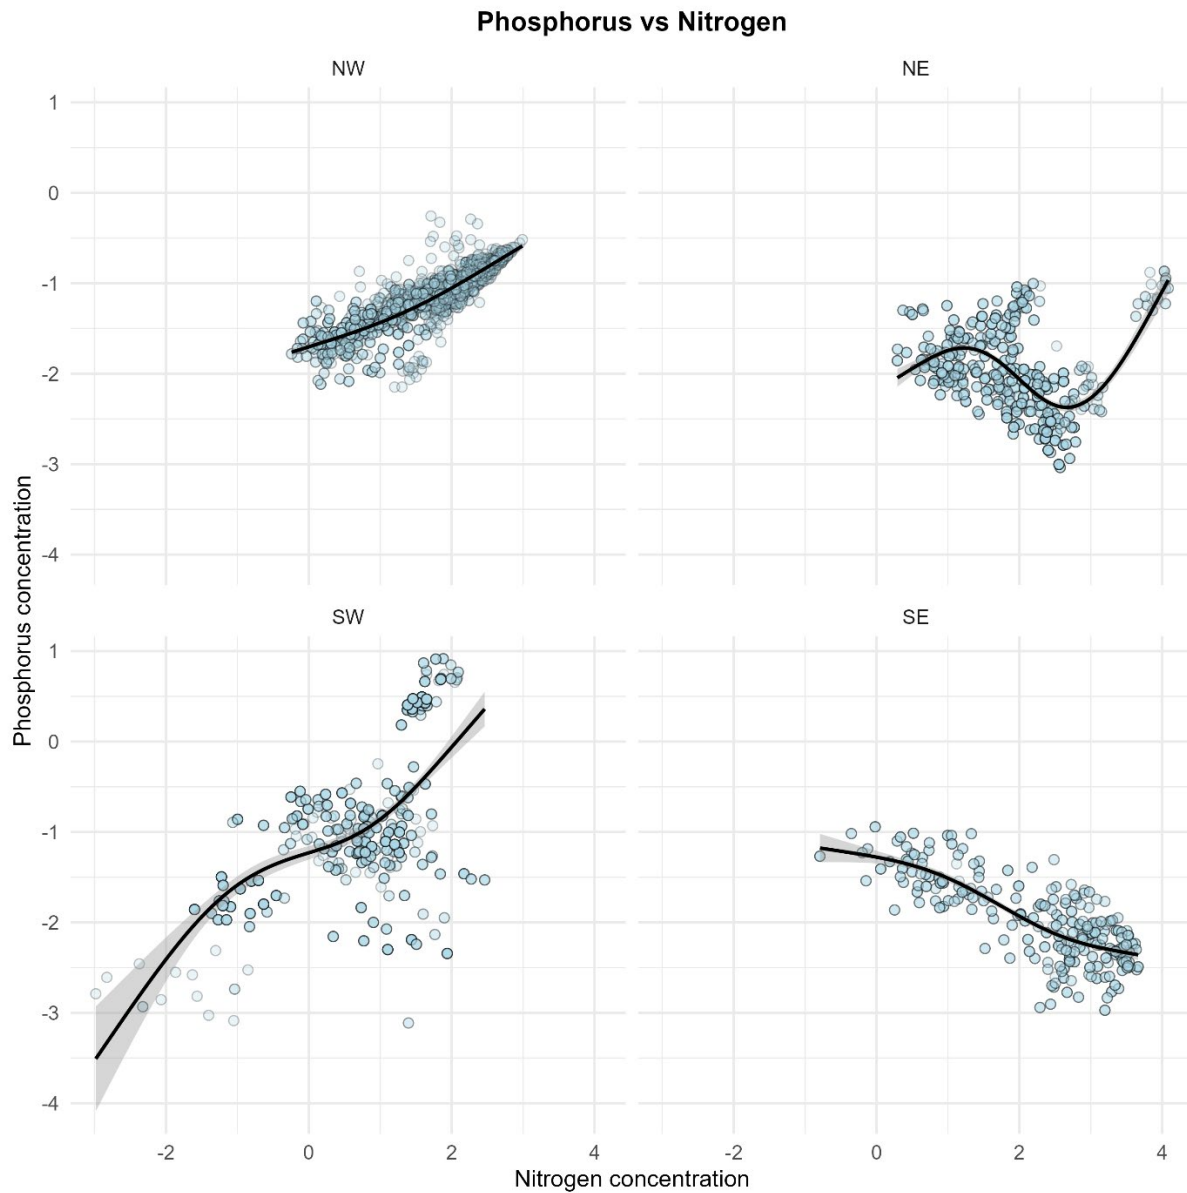 Phosphorus vs Nitrogen
NW
NE
1
0
-1
-2
-3
-4
Phosphorus concentration
SW
SE
1
0
-1
-2
-3
-4
-2
0
2
4
-2
0
2
4
Nitrogen concentration